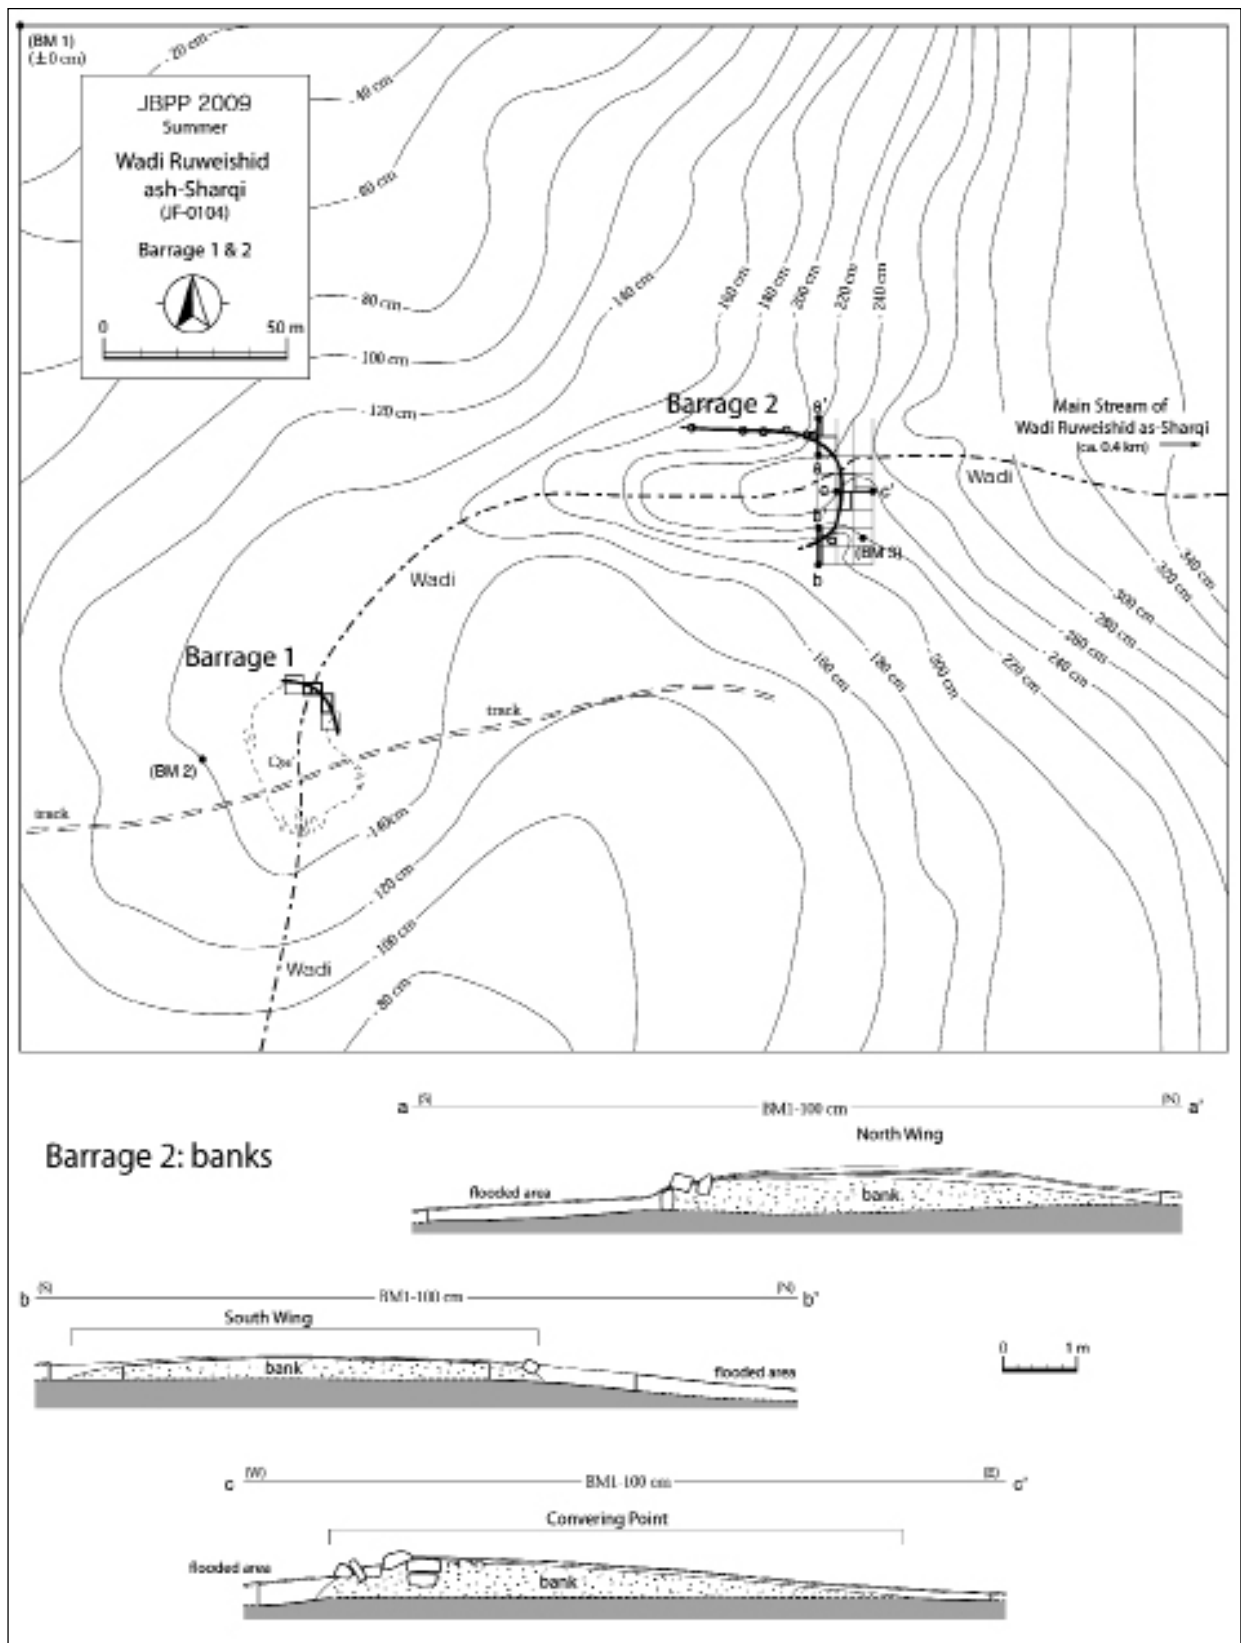 (BM 1)
(±0 cm)
20 cm
40 cm
60 cm
80 cm
100 cm
120 cm
140 cm
160 cm
180 cm
200 cm
220 cm
240 cm
JBPP 2009
Summer
Wadi Ruweishid
ash-Sharqi
(JF-0104)
Barrage 1 & 2
0 50 m
Barrage 2
a'
a
c c'
b'
b
(BM 3)
Main Stream of
Wadi Ruweishid as-Sharqi
(ca. 0.4 km)
Wadi
Wadi
340 cm
320 cm
300 cm
280 cm
260 cm
240 cm
220 cm
200 cm
180 cm
160 cm
Barrage 1
(BM 2)
track
track
140cm
120 cm
100 cm
80 cm
Wadi
Barrage 2: banks
a (S) BM1-100 cm (N) a'
North Wing
flooded area
bank
b (S) BM1-100 cm (N) b'
South Wing
bank
flooded area
0 1 m
c (W) BM1-100 cm (E) c'
Convering Point
flooded area
bank